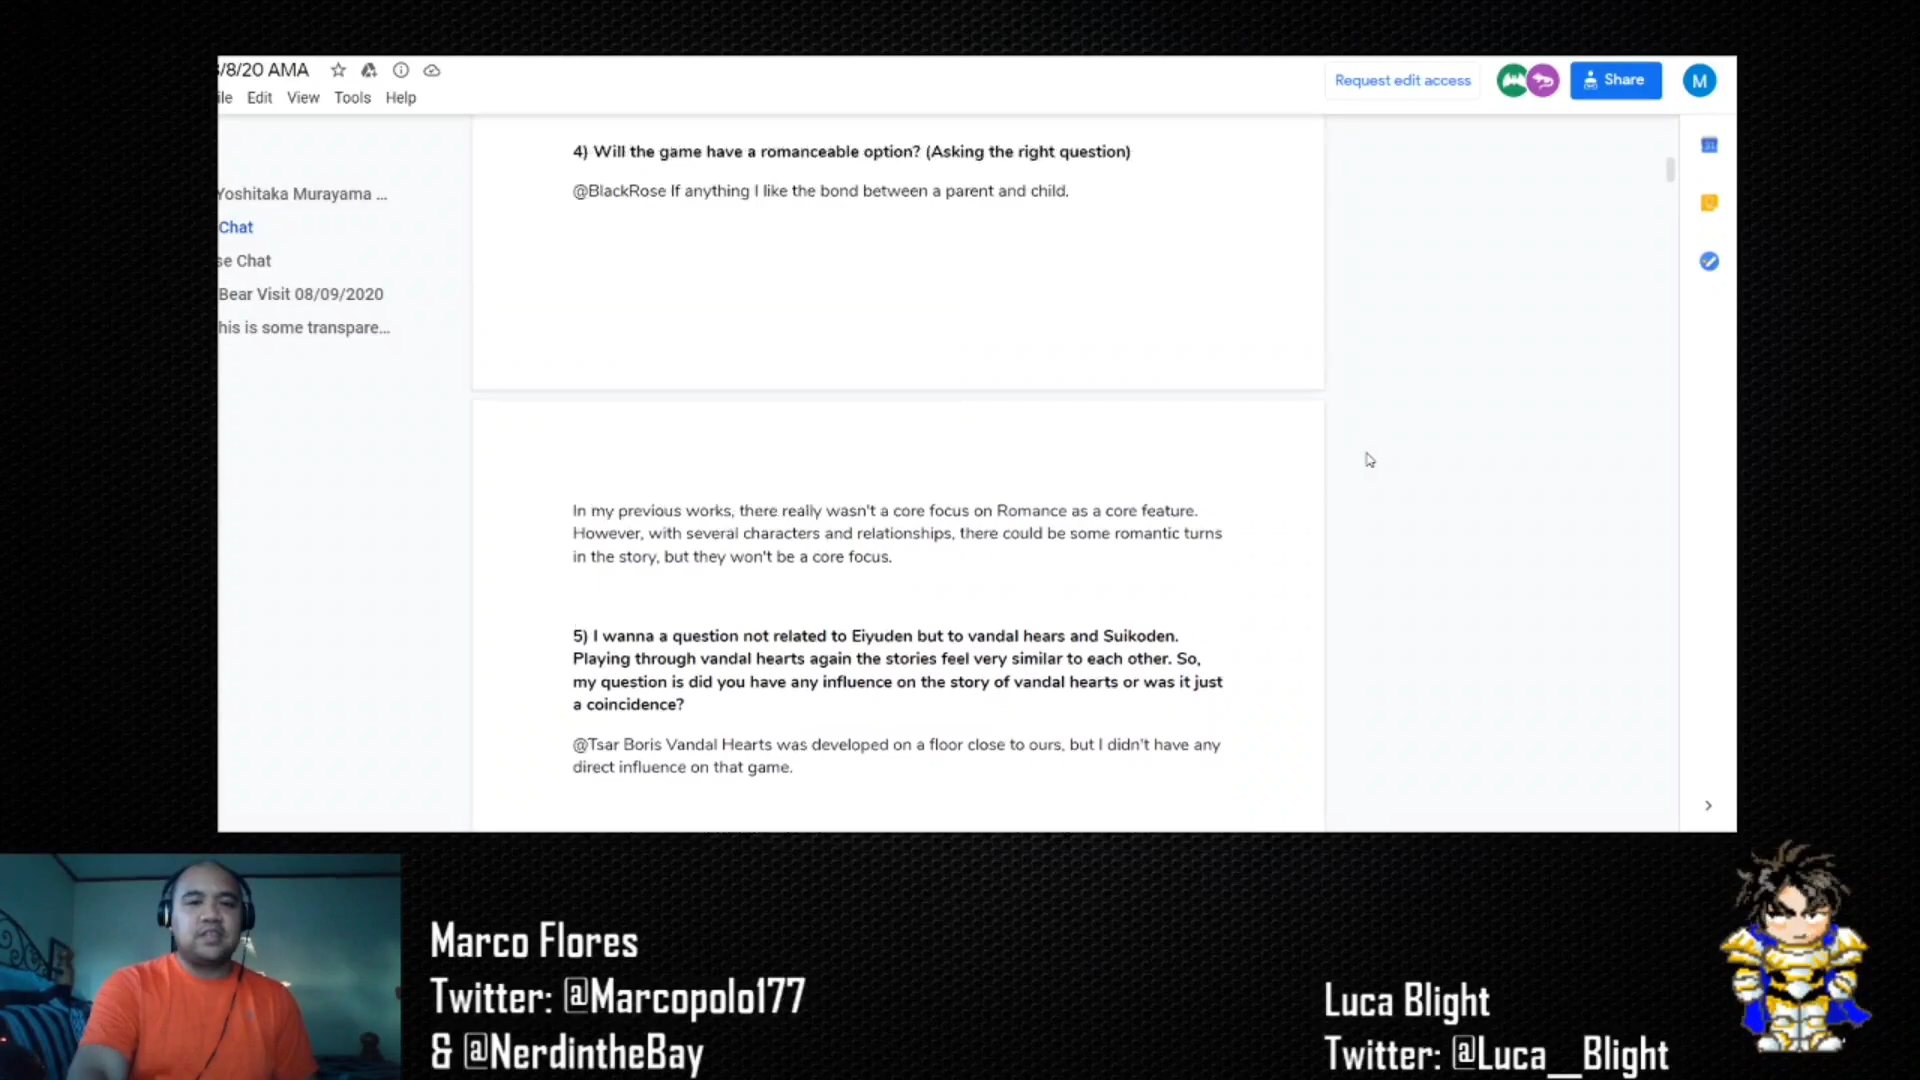 /8/20 AMA
ile Edit View Tools Help
Request edit access
Share
M
Yoshitaka Murayama ...
Chat
se Chat
Bear Visit 08/09/2020
his is some transpare...
4) Will the game have a romanceable option? (Asking the right question)
@BlackRose If anything I like the bond between a parent and child.
In my previous works, there really wasn't a core focus on Romance as a core feature.
However, with several characters and relationships, there could be some romantic turns
in the story, but they won't be a core focus.
5) I wanna a question not related to Eiyuden but to vandal hears and Suikoden.
Playing through vandal hearts again the stories feel very similar to each other. So,
my question is did you have any influence on the story of vandal hearts or was it just
a coincidence?
@Tsar Boris Vandal Hearts was developed on a floor close to ours, but I didn't have any
direct influence on that game.
Marco Flores
Twitter: @Marcopolo177
& @NerdintheBay
Luca Blight
Twitter: @Luca__Blight